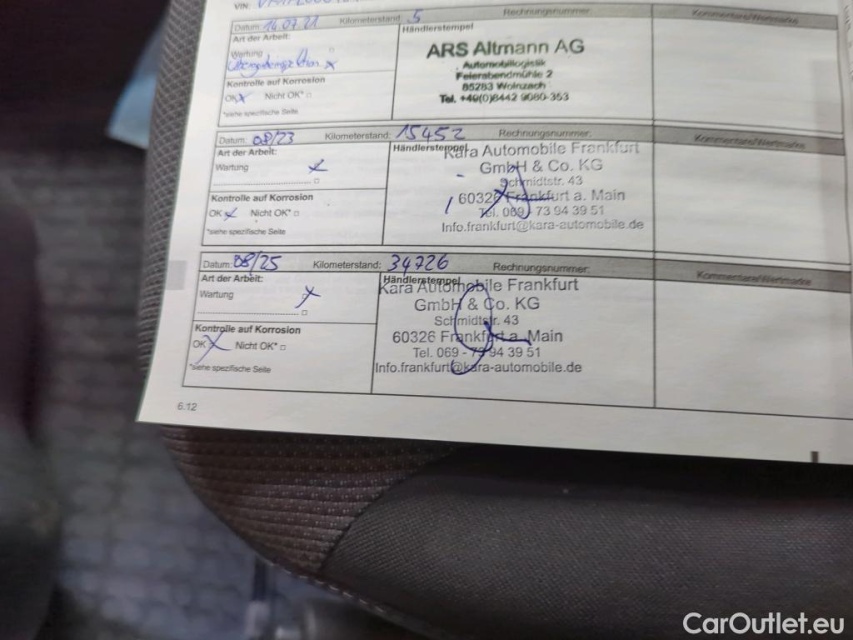 VIN:
Datum: 14.07.21 Kilometerstand 5 Rechnungsnummer: Kommentare/Wertmarke
Art der Arbeit: Händlerstempel
Wartung
x
Kontrolle auf Korrosion
OK x Nicht OK* □
*siehe spezifische Seite
ARS Altmann AG
Automobillogistik
Feierabendmühle 2
85283 Wolnzach
Tel. +49(0)8442 9080-353
Datum: 08/23 Kilometerstand: 15452 Rechnungsnummer: Kommentare/Wertmarke
Art der Arbeit: Händlerstempel
Wartung x
Kontrolle auf Korrosion
OK x Nicht OK* □
*siehe spezifische Seite
Kara Automobile Frankfurt
GmbH & Co. KG
Schmidtstr. 43
60326 Frankfurt a. Main
Tel. 069 - 73 94 39 51
Info.frankfurt@kara-automobile.de
Datum: 08/25 Kilometerstand: 34726 Rechnungsnummer: Kommentare/Wertmarke
Art der Arbeit: Händlerstempel
Wartung x
Kontrolle auf Korrosion
OK x Nicht OK* □
*siehe spezifische Seite
Kara Automobile Frankfurt
GmbH & Co. KG
Schmidtstr. 43
60326 Frankfurt a. Main
Tel. 069 - 73 94 39 51
Info.frankfurt@kara-automobile.de
6.12
CarOutlet.eu